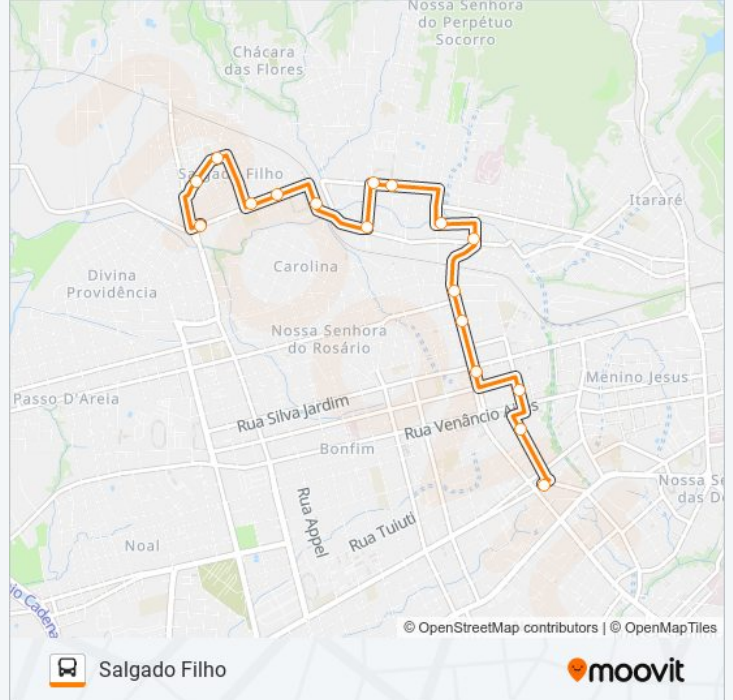 Nossa Senhora
do Perpétuo
Socorro
Chácara
das Flores
Salgado Filho
Itararé
Carolina
Divina
Providência
Nossa Senhora
do Rosário
Menino Jesus
Passo D'Areia
Rua Silva Jardim
Rua Venâncio Aires
Bonfim
Nossa Se
das D
Rua Appel
Rua Tuiuti
Noal
io Cadena
© OpenStreetMap contributors | © OpenMapTiles
Salgado Filho
moovit